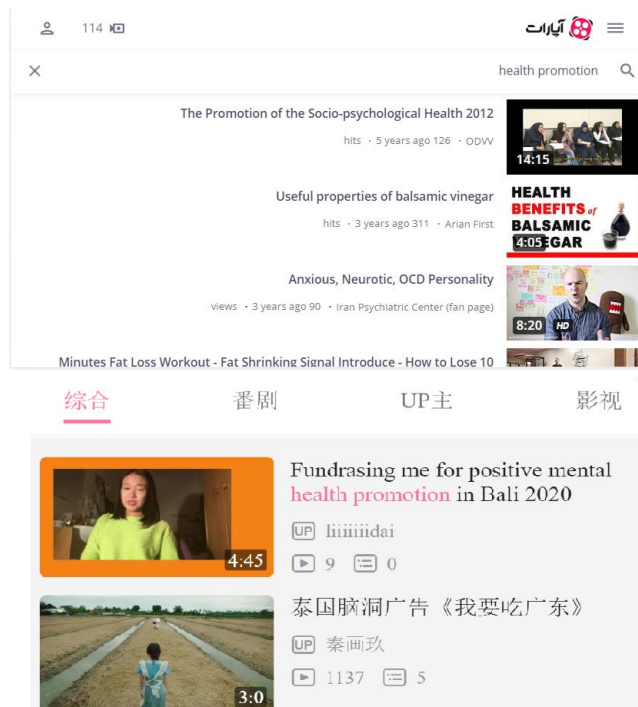 114
آپارات
health promotion
The Promotion of the Socio-psychological Health 2012
hits · 5 years ago 126 · ODVV
14:15
Useful properties of balsamic vinegar
hits · 3 years ago 311 · Arian First
HEALTH
BENEFITS of
BALSAMIC
VINEGAR
4:05
Anxious, Neurotic, OCD Personality
views · 3 years ago 90 · Iran Psychiatric Center (fan page)
8:20 HD
Minutes Fat Loss Workout - Fat Shrinking Signal Introduce - How to Lose 10
综合 番剧 UP主 影视
Fundrasing me for positive mental
health promotion in Bali 2020
UP liiiiiidai
9 0
4:45
泰国脑洞广告《我要吃广东》
UP 秦画玖
1137 5
3:0